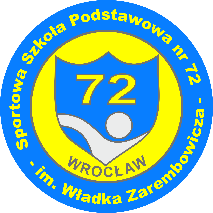 Sportowa Szkoła Podstawowa nr 72
72
WROCŁAW
- im. Władka Zarembowicza -